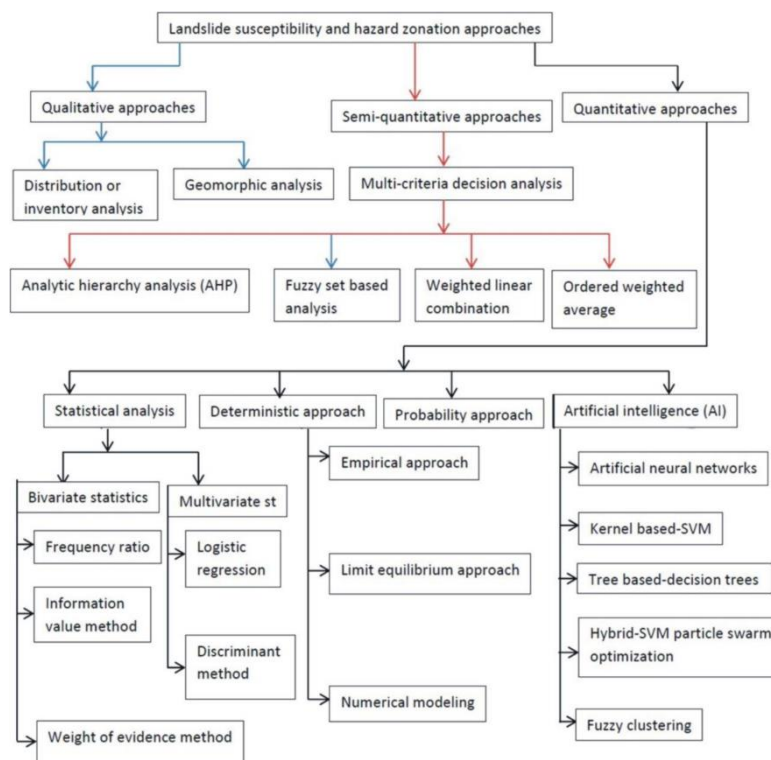 Landslide susceptibility and hazard zonation approaches
Qualitative approaches
Semi-quantitative approaches
Quantitative approaches
Distribution or
inventory analysis
Geomorphic analysis
Multi-criteria decision analysis
Analytic hierarchy analysis (AHP)
Fuzzy set based
analysis
Weighted linear
combination
Ordered weighted
average
Statistical analysis
Deterministic approach
Probability approach
Artificial intelligence (AI)
Bivariate statistics
Multivariate st
Frequency ratio
Information
value method
Weight of evidence method
Logistic
regression
Discriminant
method
Empirical approach
Limit equilibrium approach
Numerical modeling
Artificial neural networks
Kernel based-SVM
Tree based-decision trees
Hybrid-SVM particle swarm
optimization
Fuzzy clustering